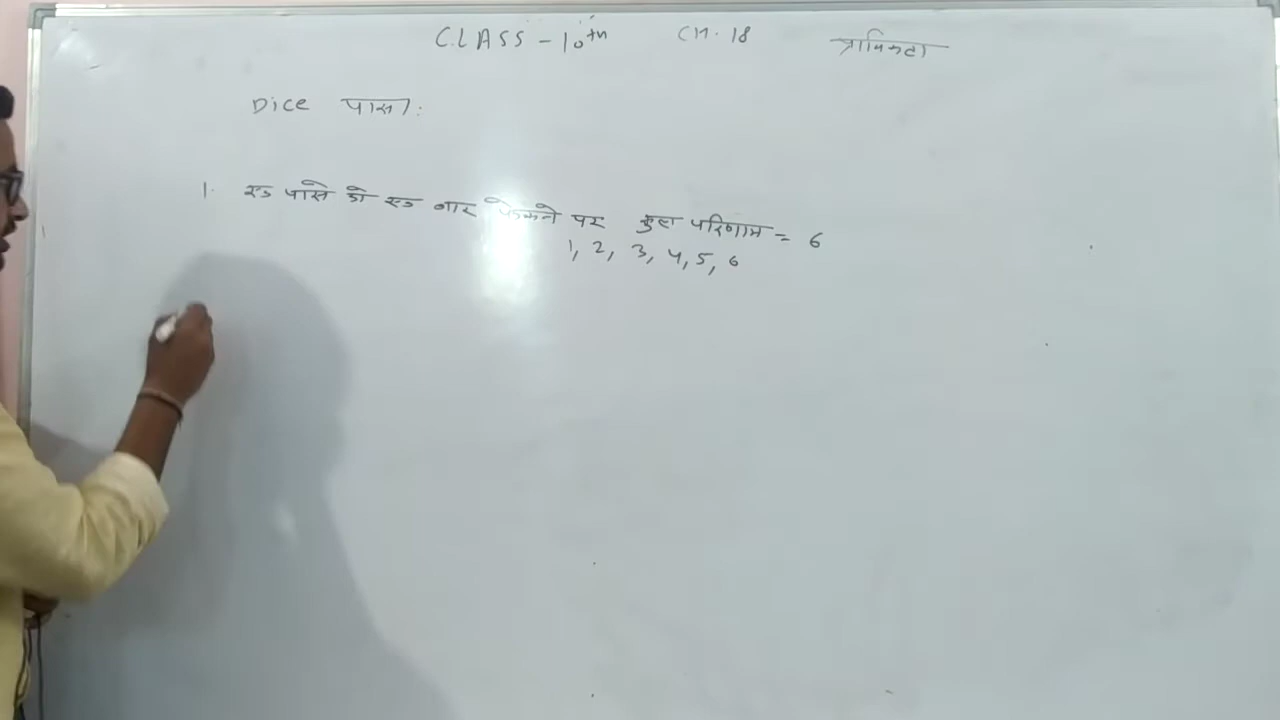 CLASS - 10th CH. 18 प्रायिकता
Dice पासा:
1. एक पासे को एक बार फेकने पर कुल परिणाम = 6
1, 2, 3, 4, 5, 6